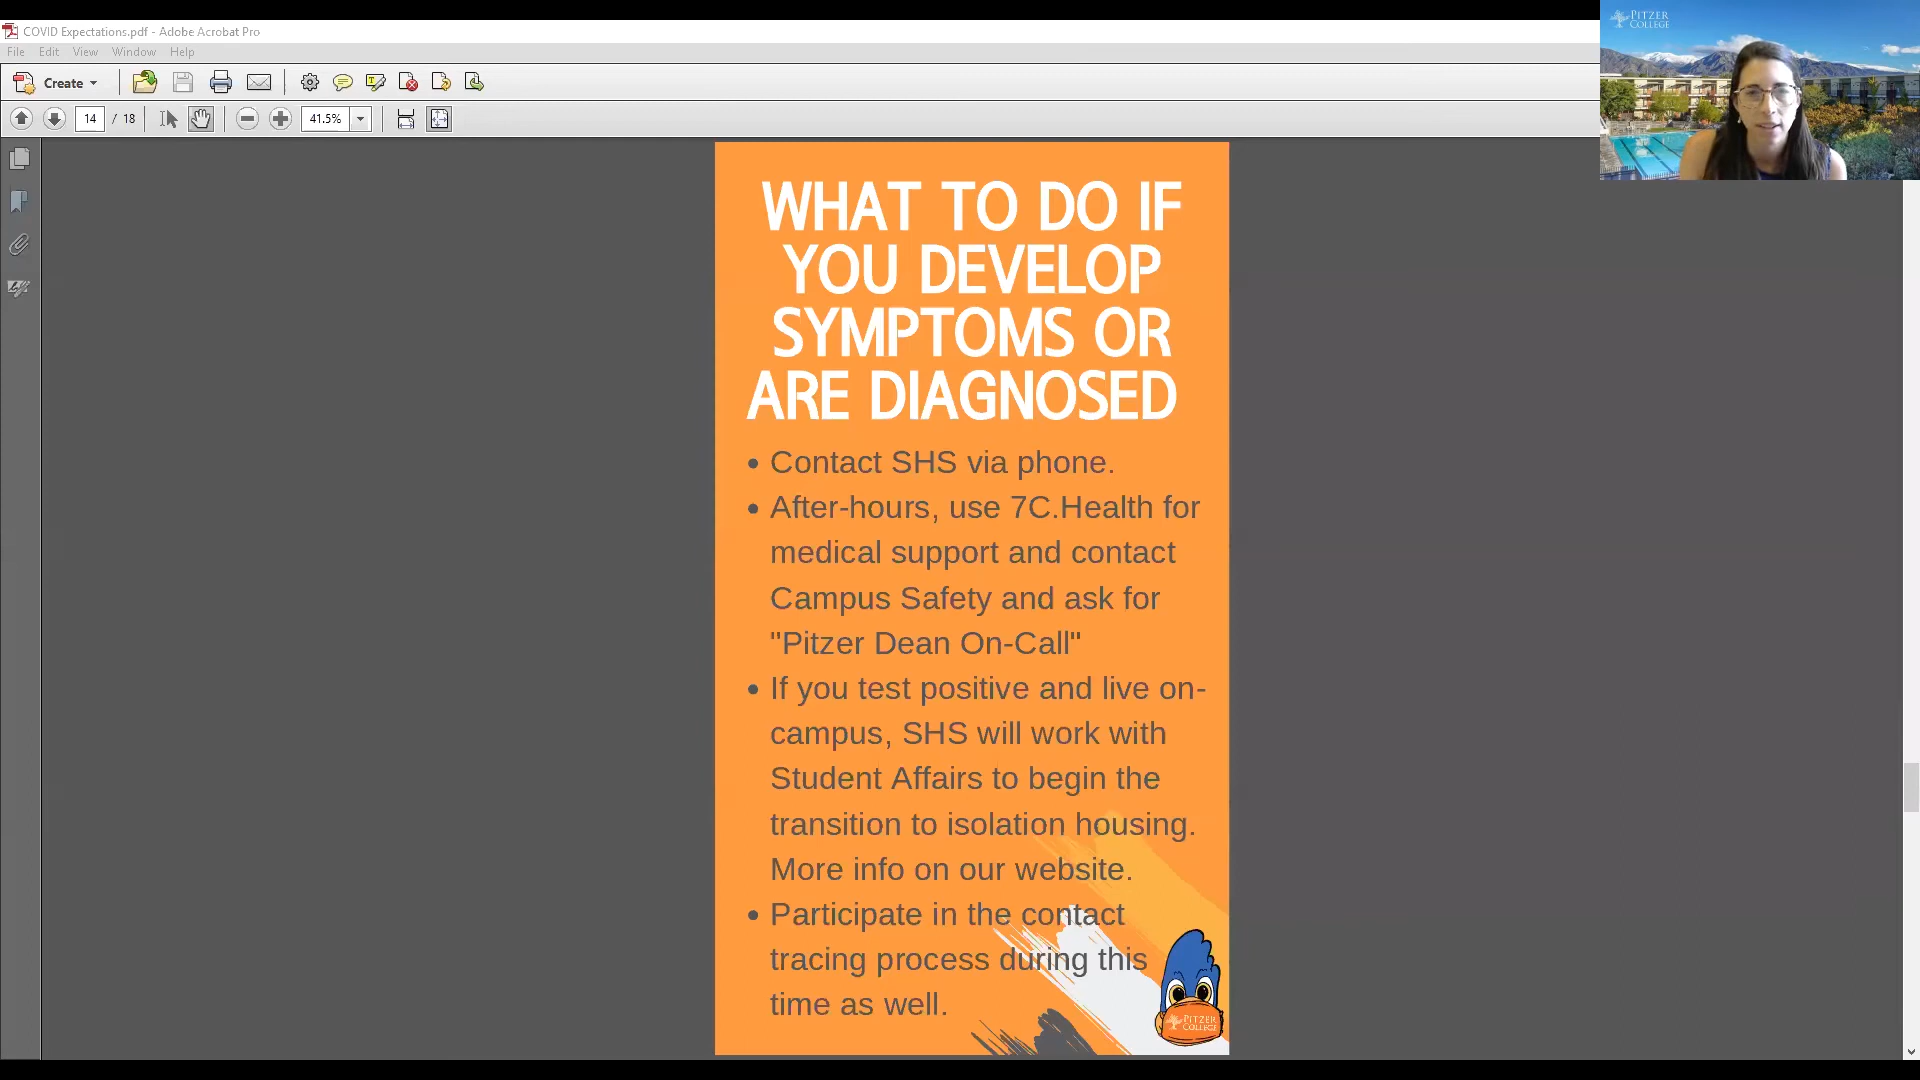 COVID Expectations.pdf - Adobe Acrobat Pro
File Edit View Window Help
Create
14 / 18 41.5%
PITZER
COLLEGE
WHAT TO DO IF
YOU DEVELOP
SYMPTOMS OR
ARE DIAGNOSED
• Contact SHS via phone.
• After-hours, use 7C.Health for
medical support and contact
Campus Safety and ask for
"Pitzer Dean On-Call"
• If you test positive and live on-
campus, SHS will work with
Student Affairs to begin the
transition to isolation housing.
More info on our website.
• Participate in the contact
tracing process during this
time as well.
PITZER
COLLEGE